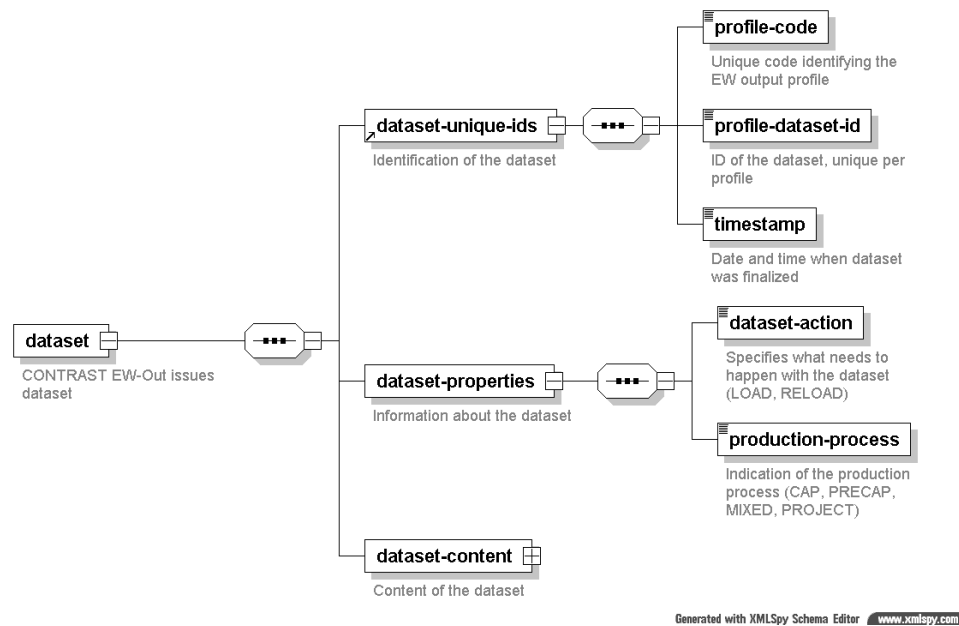 profile-code
Unique code identifying the
EW output profile
dataset-unique-ids
Identification of the dataset
profile-dataset-id
ID of the dataset, unique per
profile
timestamp
Date and time when dataset
was finalized
dataset
CONTRAST EW-Out issues
dataset
dataset-properties
Information about the dataset
dataset-action
Specifies what needs to
happen with the dataset
(LOAD, RELOAD)
production-process
Indication of the production
process (CAP, PRECAP,
MIXED, PROJECT)
dataset-content
Content of the dataset
Generated with XMLSpy Schema Editor www.xmlspy.com